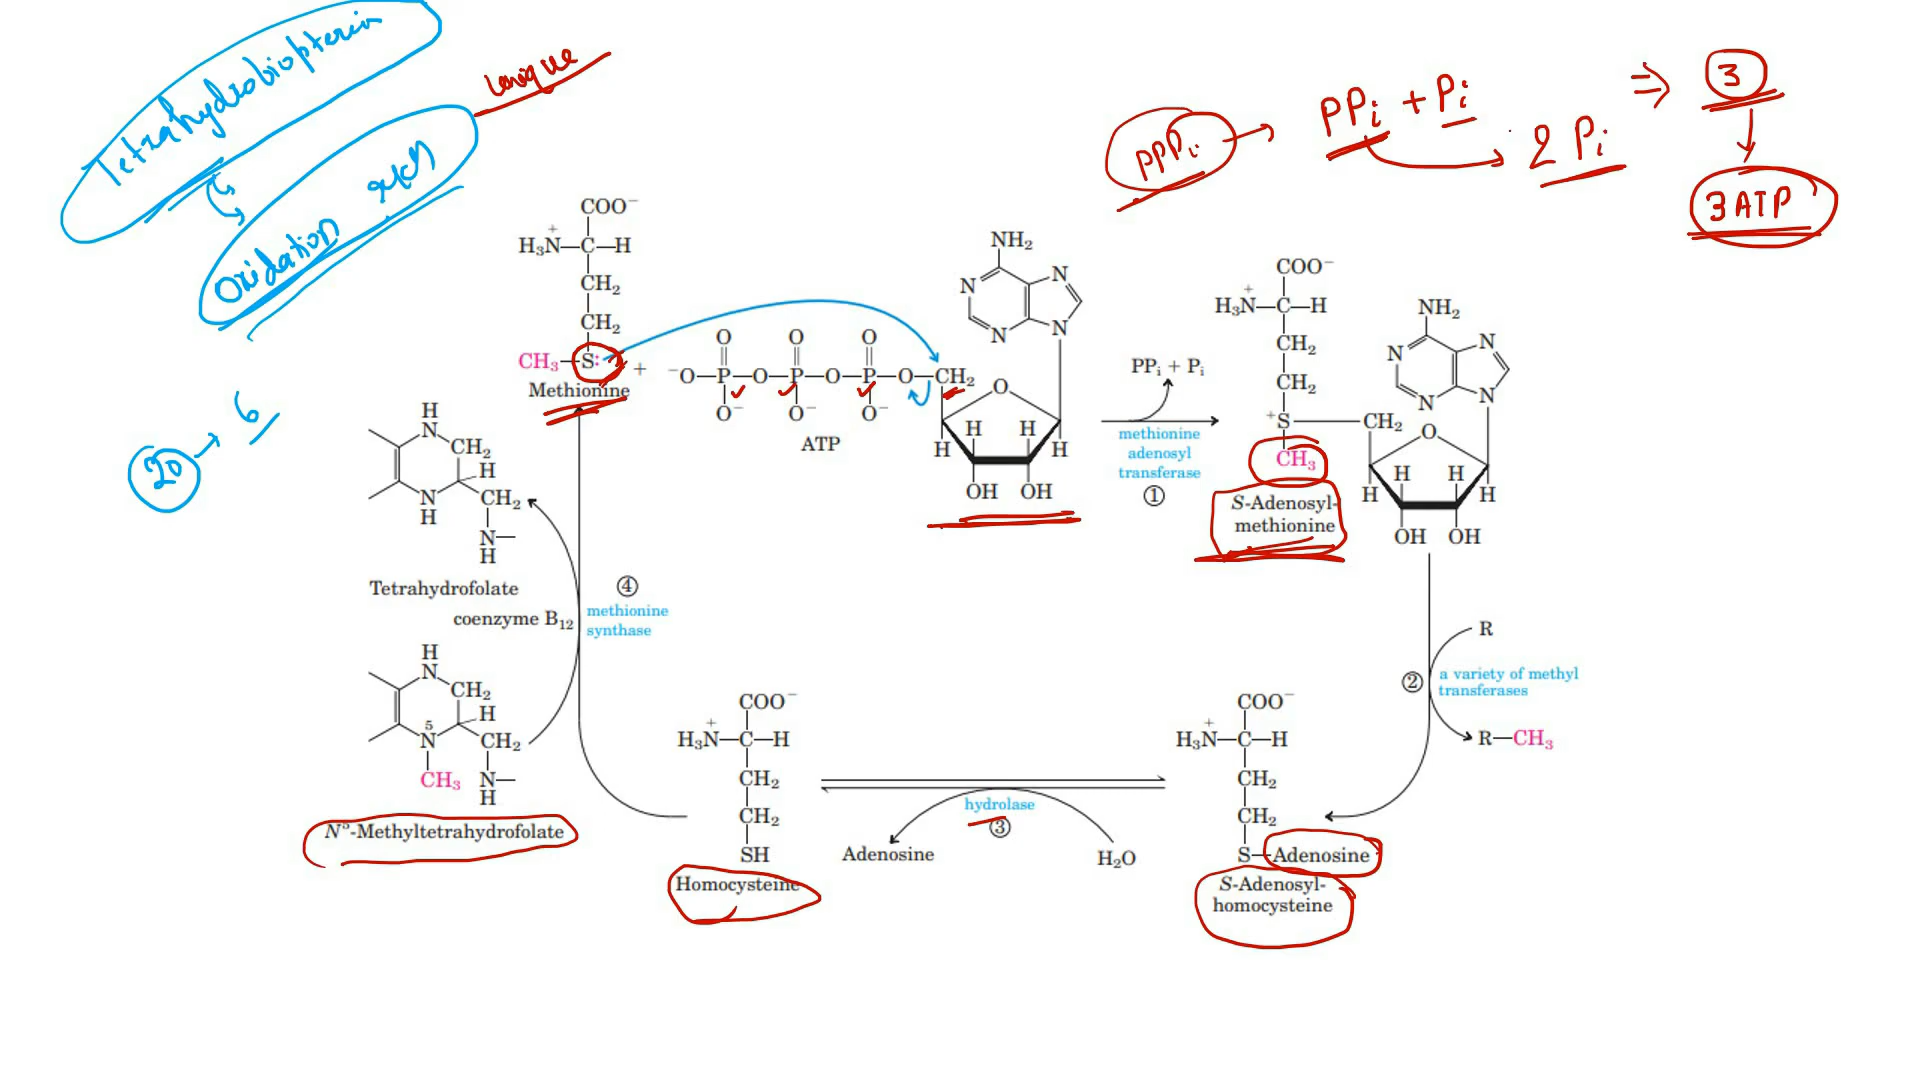 Tetrahydrobiopterin
Unique
Oxidation
PPPi → PPi + Pi ⇒ 3
2 Pi
3 ATP
20 → 6
COO⁻
H₃N⁺—C—H
CH₂
CH₂
CH₃—S:
Methionine
+
O O O
⁻O—P—O—P—O—P—O—CH₂
O⁻ O⁻ O⁻
ATP
NH₂
N N
N N
O
H H
H H
OH OH
PPᵢ + Pᵢ
methionine
adenosyl
transferase
①
COO⁻
H₃N⁺—C—H
CH₂
CH₂
⁺S—CH₂
CH₃
S-Adenosyl-
methionine
NH₂
N N
N N
O
H H
H H
OH OH
R
②
a variety of methyl
transferases
R—CH₃
COO⁻
H₃N⁺—C—H
CH₂
CH₂
S—Adenosine
S-Adenosyl-
homocysteine
hydrolase
③
Adenosine
H₂O
COO⁻
H₃N⁺—C—H
CH₂
CH₂
SH
Homocysteine
④
methionine
synthase
coenzyme B₁₂
H
N
CH₂
H
N
H
CH₂
N
H
Tetrahydrofolate
H
N
CH₂
H
5
N
CH₂
CH₃
N
H
N⁵-Methyltetrahydrofolate